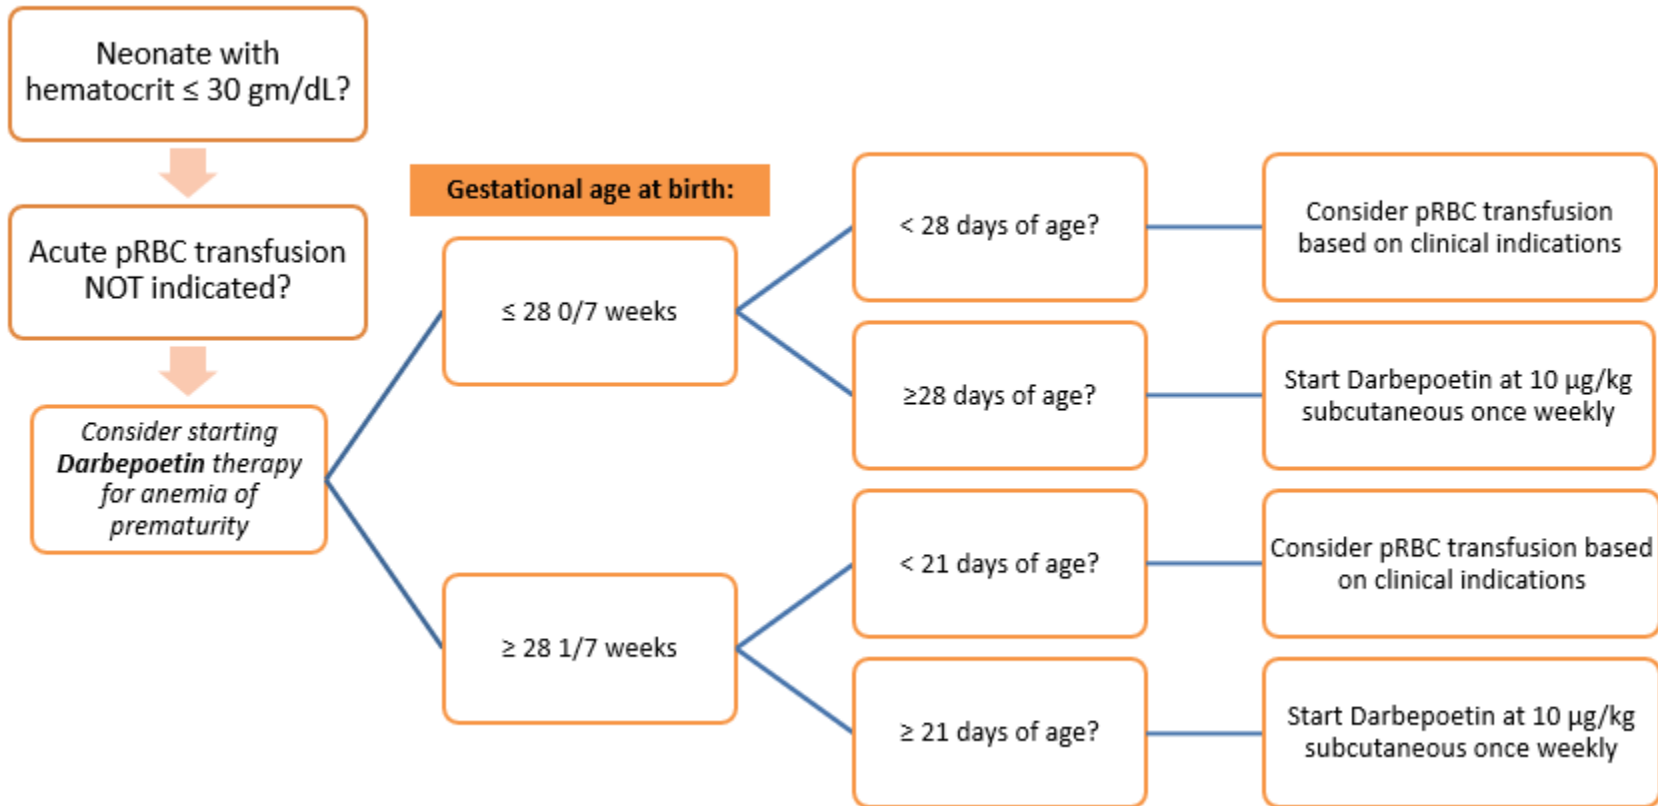 Neonate with
hematocrit ≤ 30 gm/dL?
Acute pRBC transfusion
NOT indicated?
Consider starting
Darbepoetin therapy
for anemia of
prematurity
Gestational age at birth:
≤ 28 0/7 weeks
≥ 28 1/7 weeks
< 28 days of age?
≥28 days of age?
< 21 days of age?
≥ 21 days of age?
Consider pRBC transfusion
based on clinical indications
Start Darbepoetin at 10 µg/kg
subcutaneous once weekly
Consider pRBC transfusion based
on clinical indications
Start Darbepoetin at 10 µg/kg
subcutaneous once weekly